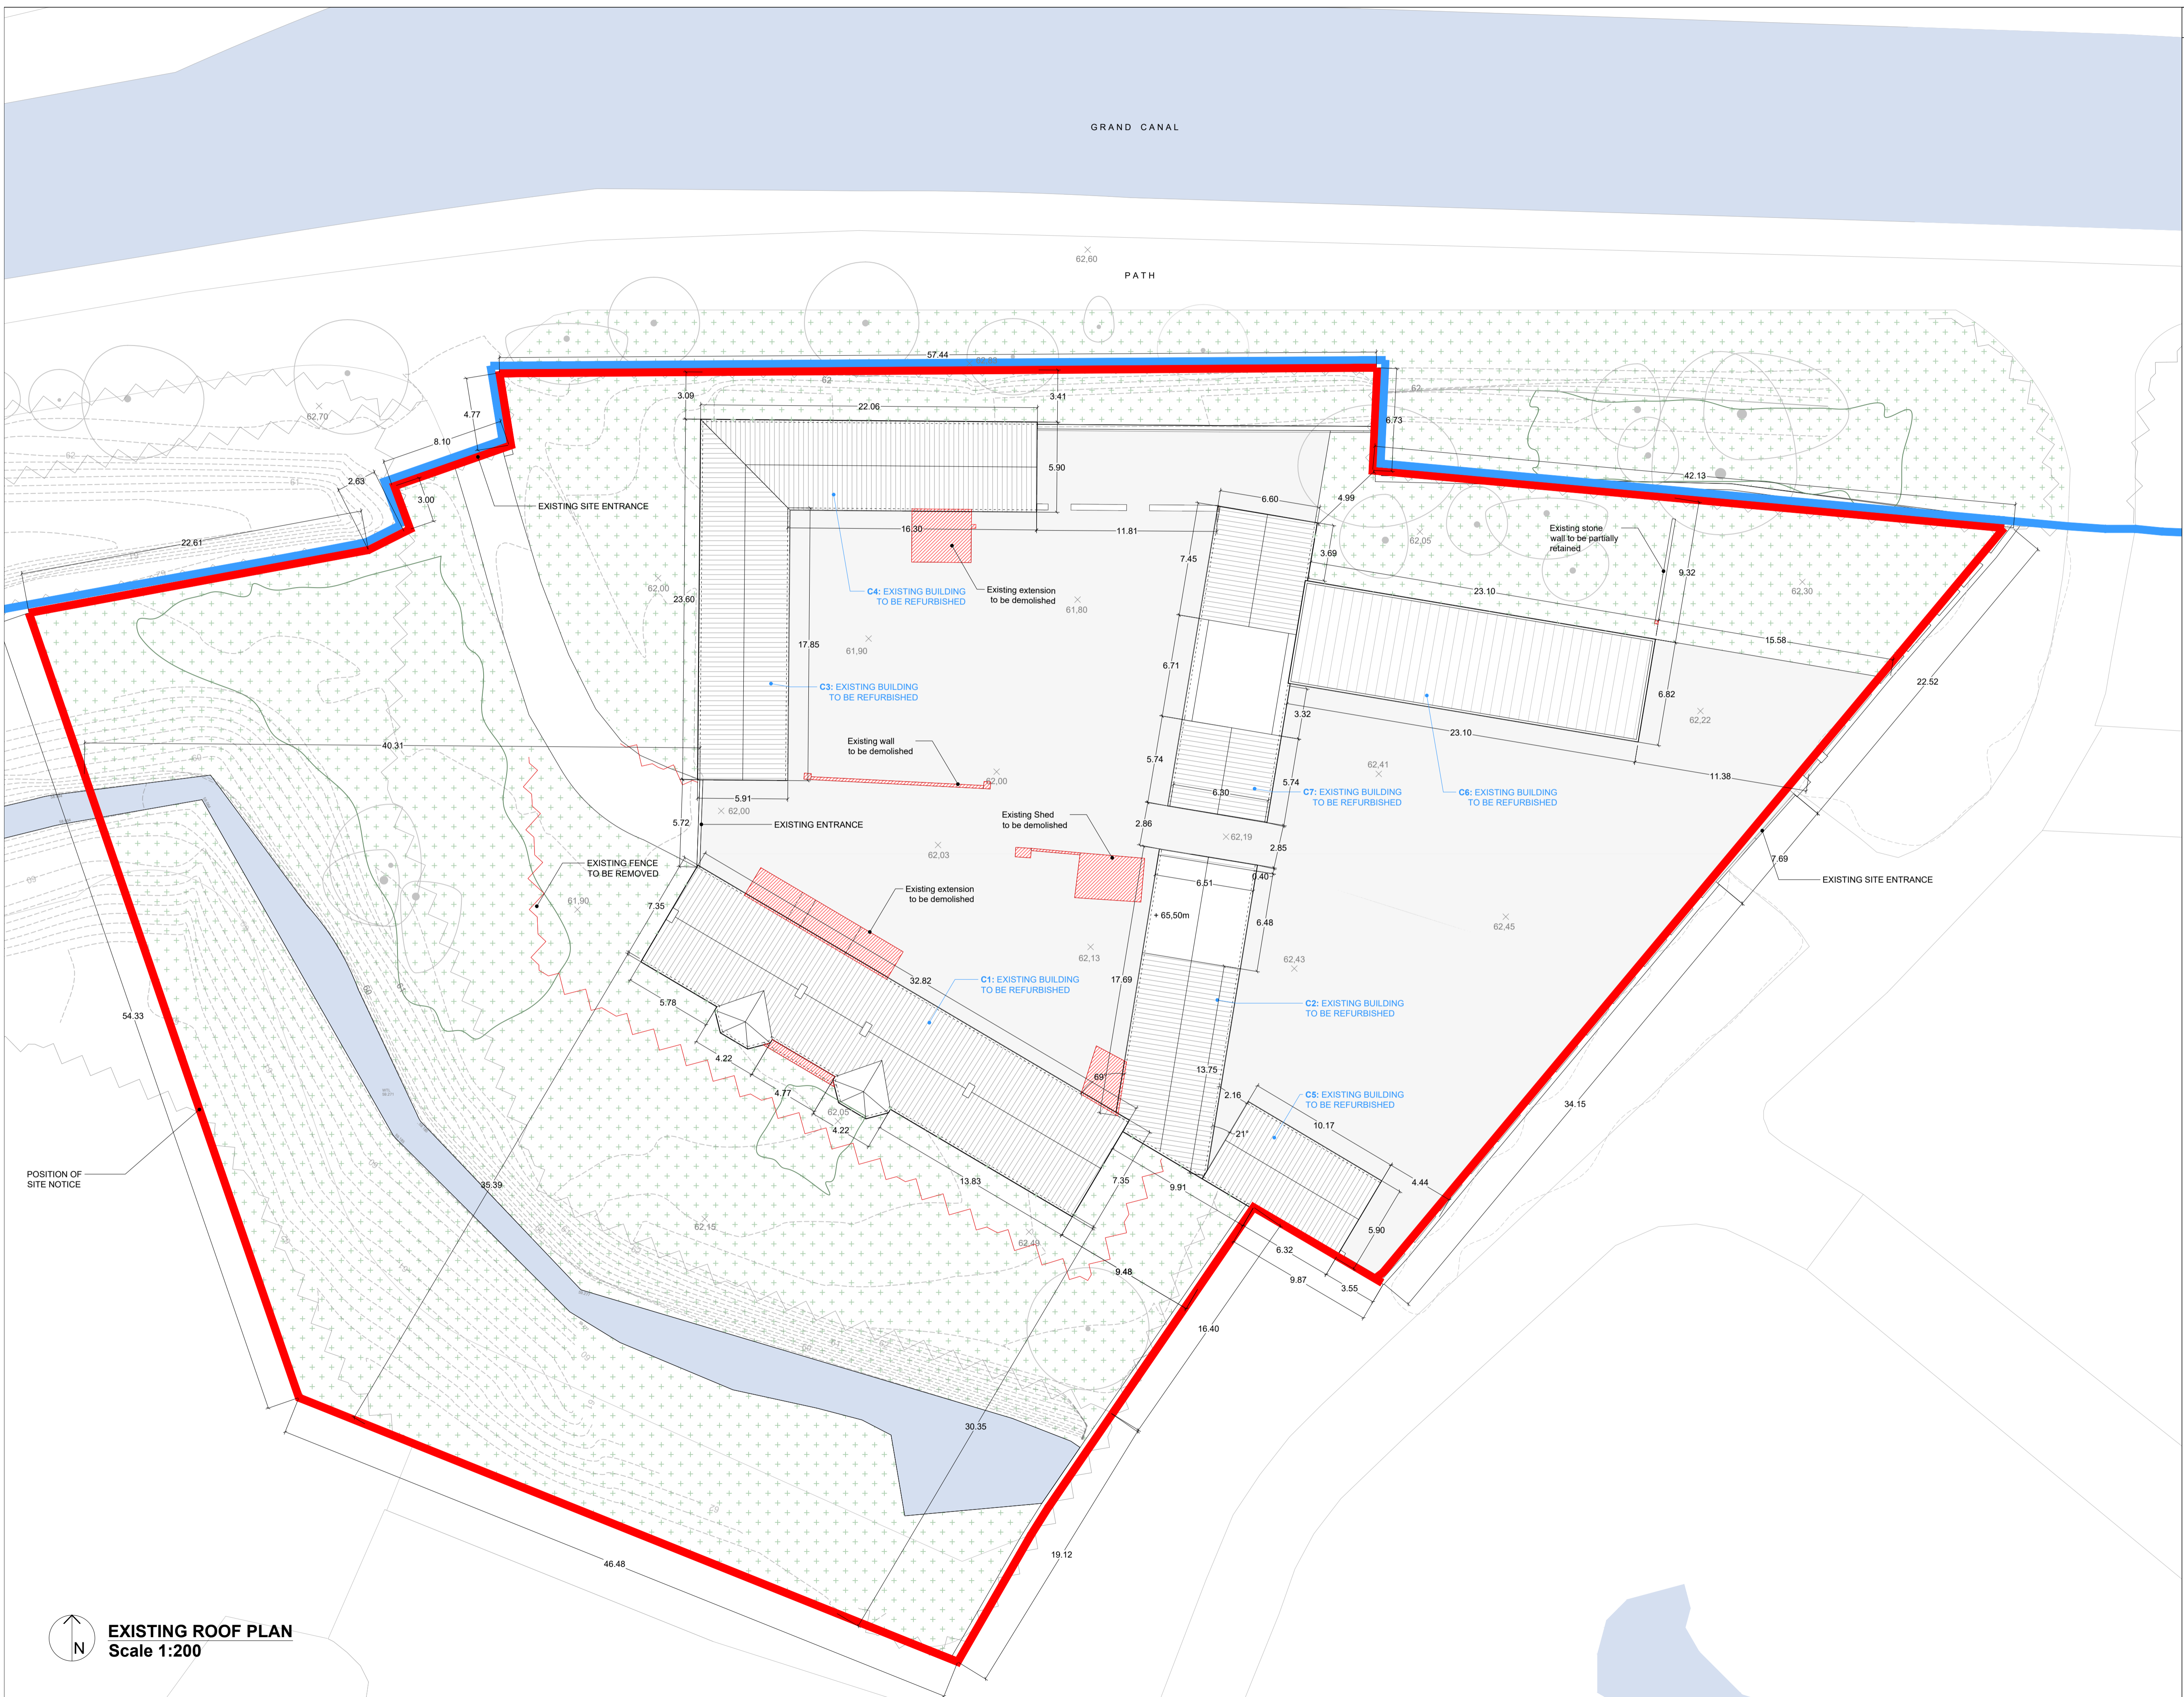 GRAND CANAL
62,60
PATH
57.44
62
62
3.09
3.41
22.06
4.77
62,70
8.10
6.73
62
42.13
2.63
61
3.00
5.90
6.60
4.99
EXISTING SITE ENTRANCE
16.30
11.81
Existing stone
wall to be partially
retained
22.61
62,05
3.69
7.45
9.32
62,00
C4: EXISTING BUILDING
TO BE REFURBISHED
Existing extension
to be demolished
23.10
62,30
23.60
61,80
15.58
17.85
61,90
6.71
22.52
C3: EXISTING BUILDING
TO BE REFURBISHED
6.82
3.32
62,22
23.10
40.31
Existing wall
to be demolished
5.74
62,41
11.38
62,00
5.74
6.30
C7: EXISTING BUILDING
TO BE REFURBISHED
C6: EXISTING BUILDING
TO BE REFURBISHED
5.91
62,00
5.72
EXISTING ENTRANCE
Existing Shed
to be demolished
2.86
62,19
2.85
62,03
7.69
EXISTING FENCE
TO BE REMOVED
EXISTING SITE ENTRANCE
6.51
0.40
Existing extension
to be demolished
61,90
7.35
+ 65,50m
6.48
62,45
62,13
62,43
32.82
17.69
C1: EXISTING BUILDING
TO BE REFURBISHED
5.78
C2: EXISTING BUILDING
TO BE REFURBISHED
54.33
4.22
69°
13.75
4.77
2.16
C5: EXISTING BUILDING
TO BE REFURBISHED
34.15
62,05
10.17
4.22
21°
POSITION OF
SITE NOTICE
35.39
13.83
7.35
9.91
4.44
62,15
5.90
62,40
6.32
9.48
9.87
3.55
16.40
30.35
19.12
46.48
N
EXISTING ROOF PLAN
Scale 1:200